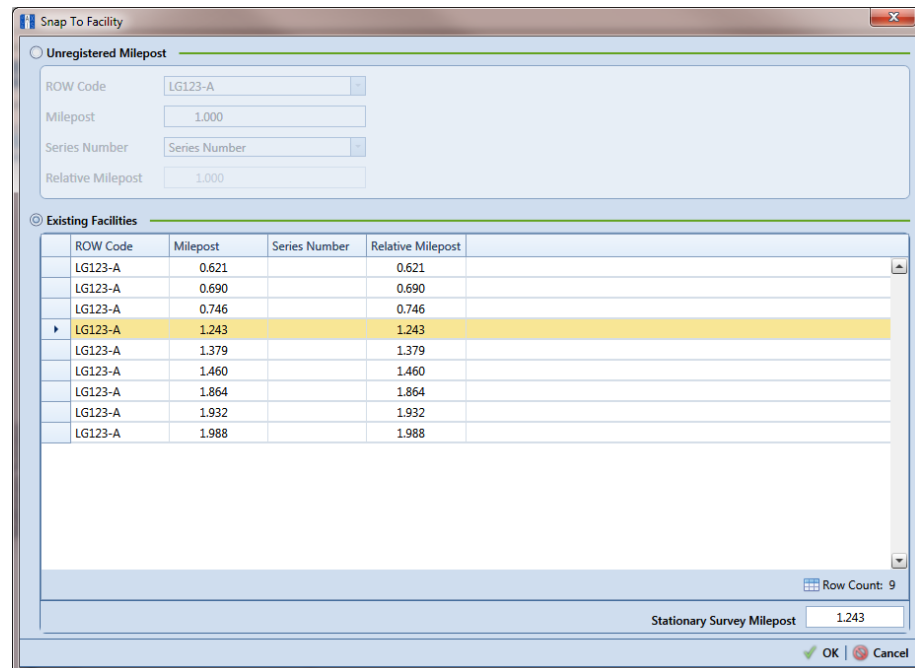 Snap To Facility
Unregistered Milepost
ROW Code LG123-A
Milepost 1.000
Series Number Series Number
Relative Milepost 1.000
Existing Facilities
ROW Code Milepost Series Number Relative Milepost
LG123-A 0.621 0.621
LG123-A 0.690 0.690
LG123-A 0.746 0.746
LG123-A 1.243 1.243
LG123-A 1.379 1.379
LG123-A 1.460 1.460
LG123-A 1.864 1.864
LG123-A 1.932 1.932
LG123-A 1.988 1.988
Row Count: 9
Stationary Survey Milepost 1.243
OK | Cancel